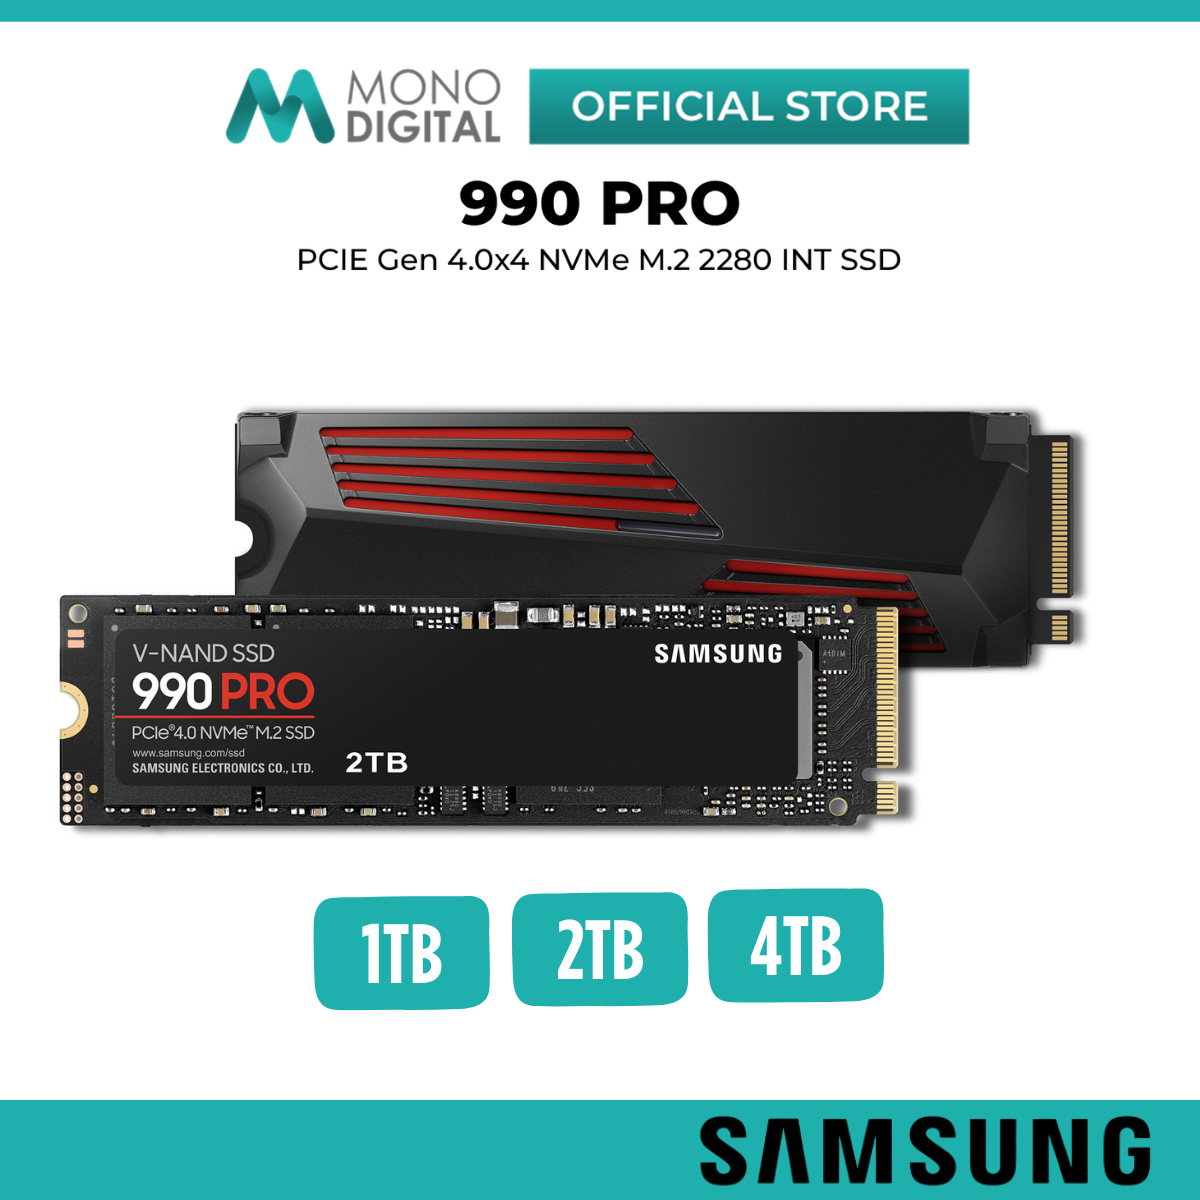 MONO
DIGITAL
OFFICIAL STORE
990 PRO
PCIE Gen 4.0x4 NVMe M.2 2280 INT SSD
V-NAND SSD
990 PRO
PCIe®4.0 NVMe™ M.2 SSD
www.samsung.com/ssd
SAMSUNG ELECTRONICS CO., LTD.
2TB
SAMSUNG
1TB
2TB
4TB
SAMSUNG